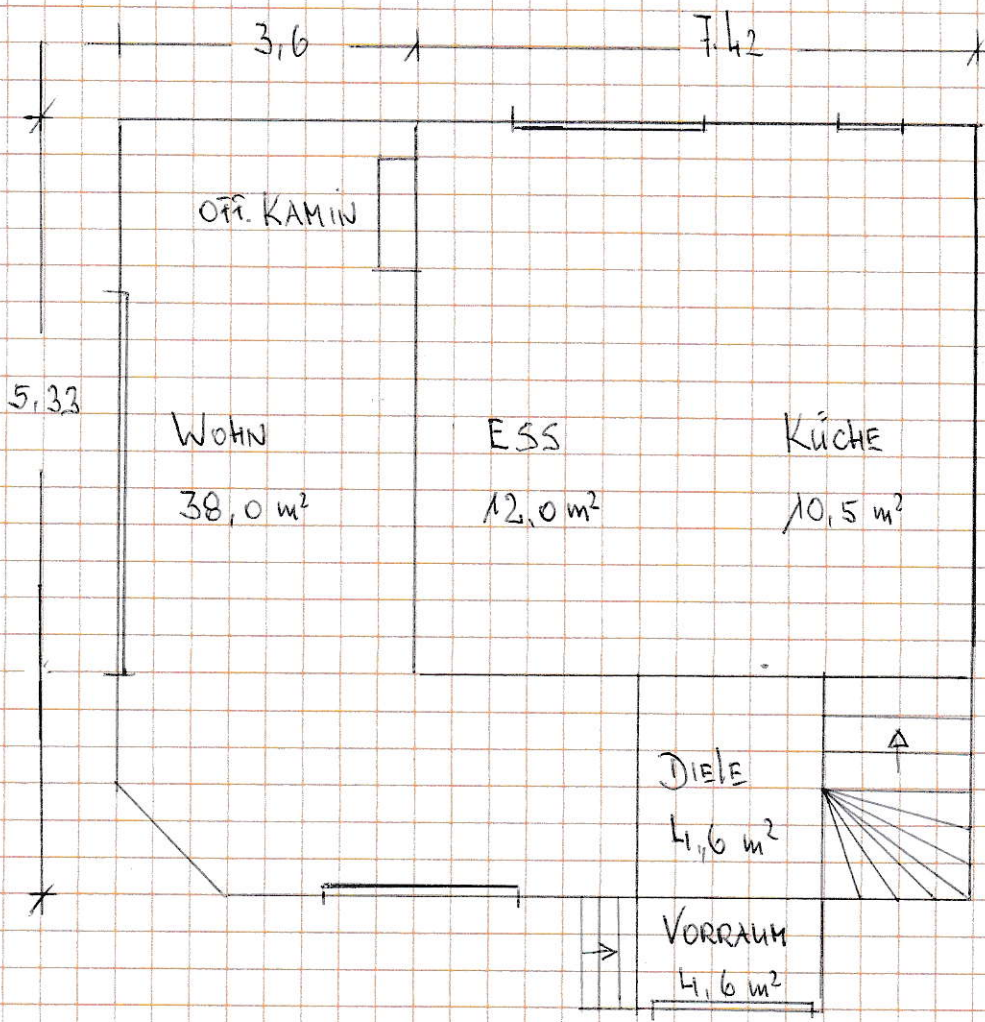 3,6
7.42
OFF. KAMIN
5,33
WOHN
38,0 m²
ESS
12,0 m²
KÜCHE
10,5 m²
DIELE
4,6 m²
VORRAUM
4,6 m²